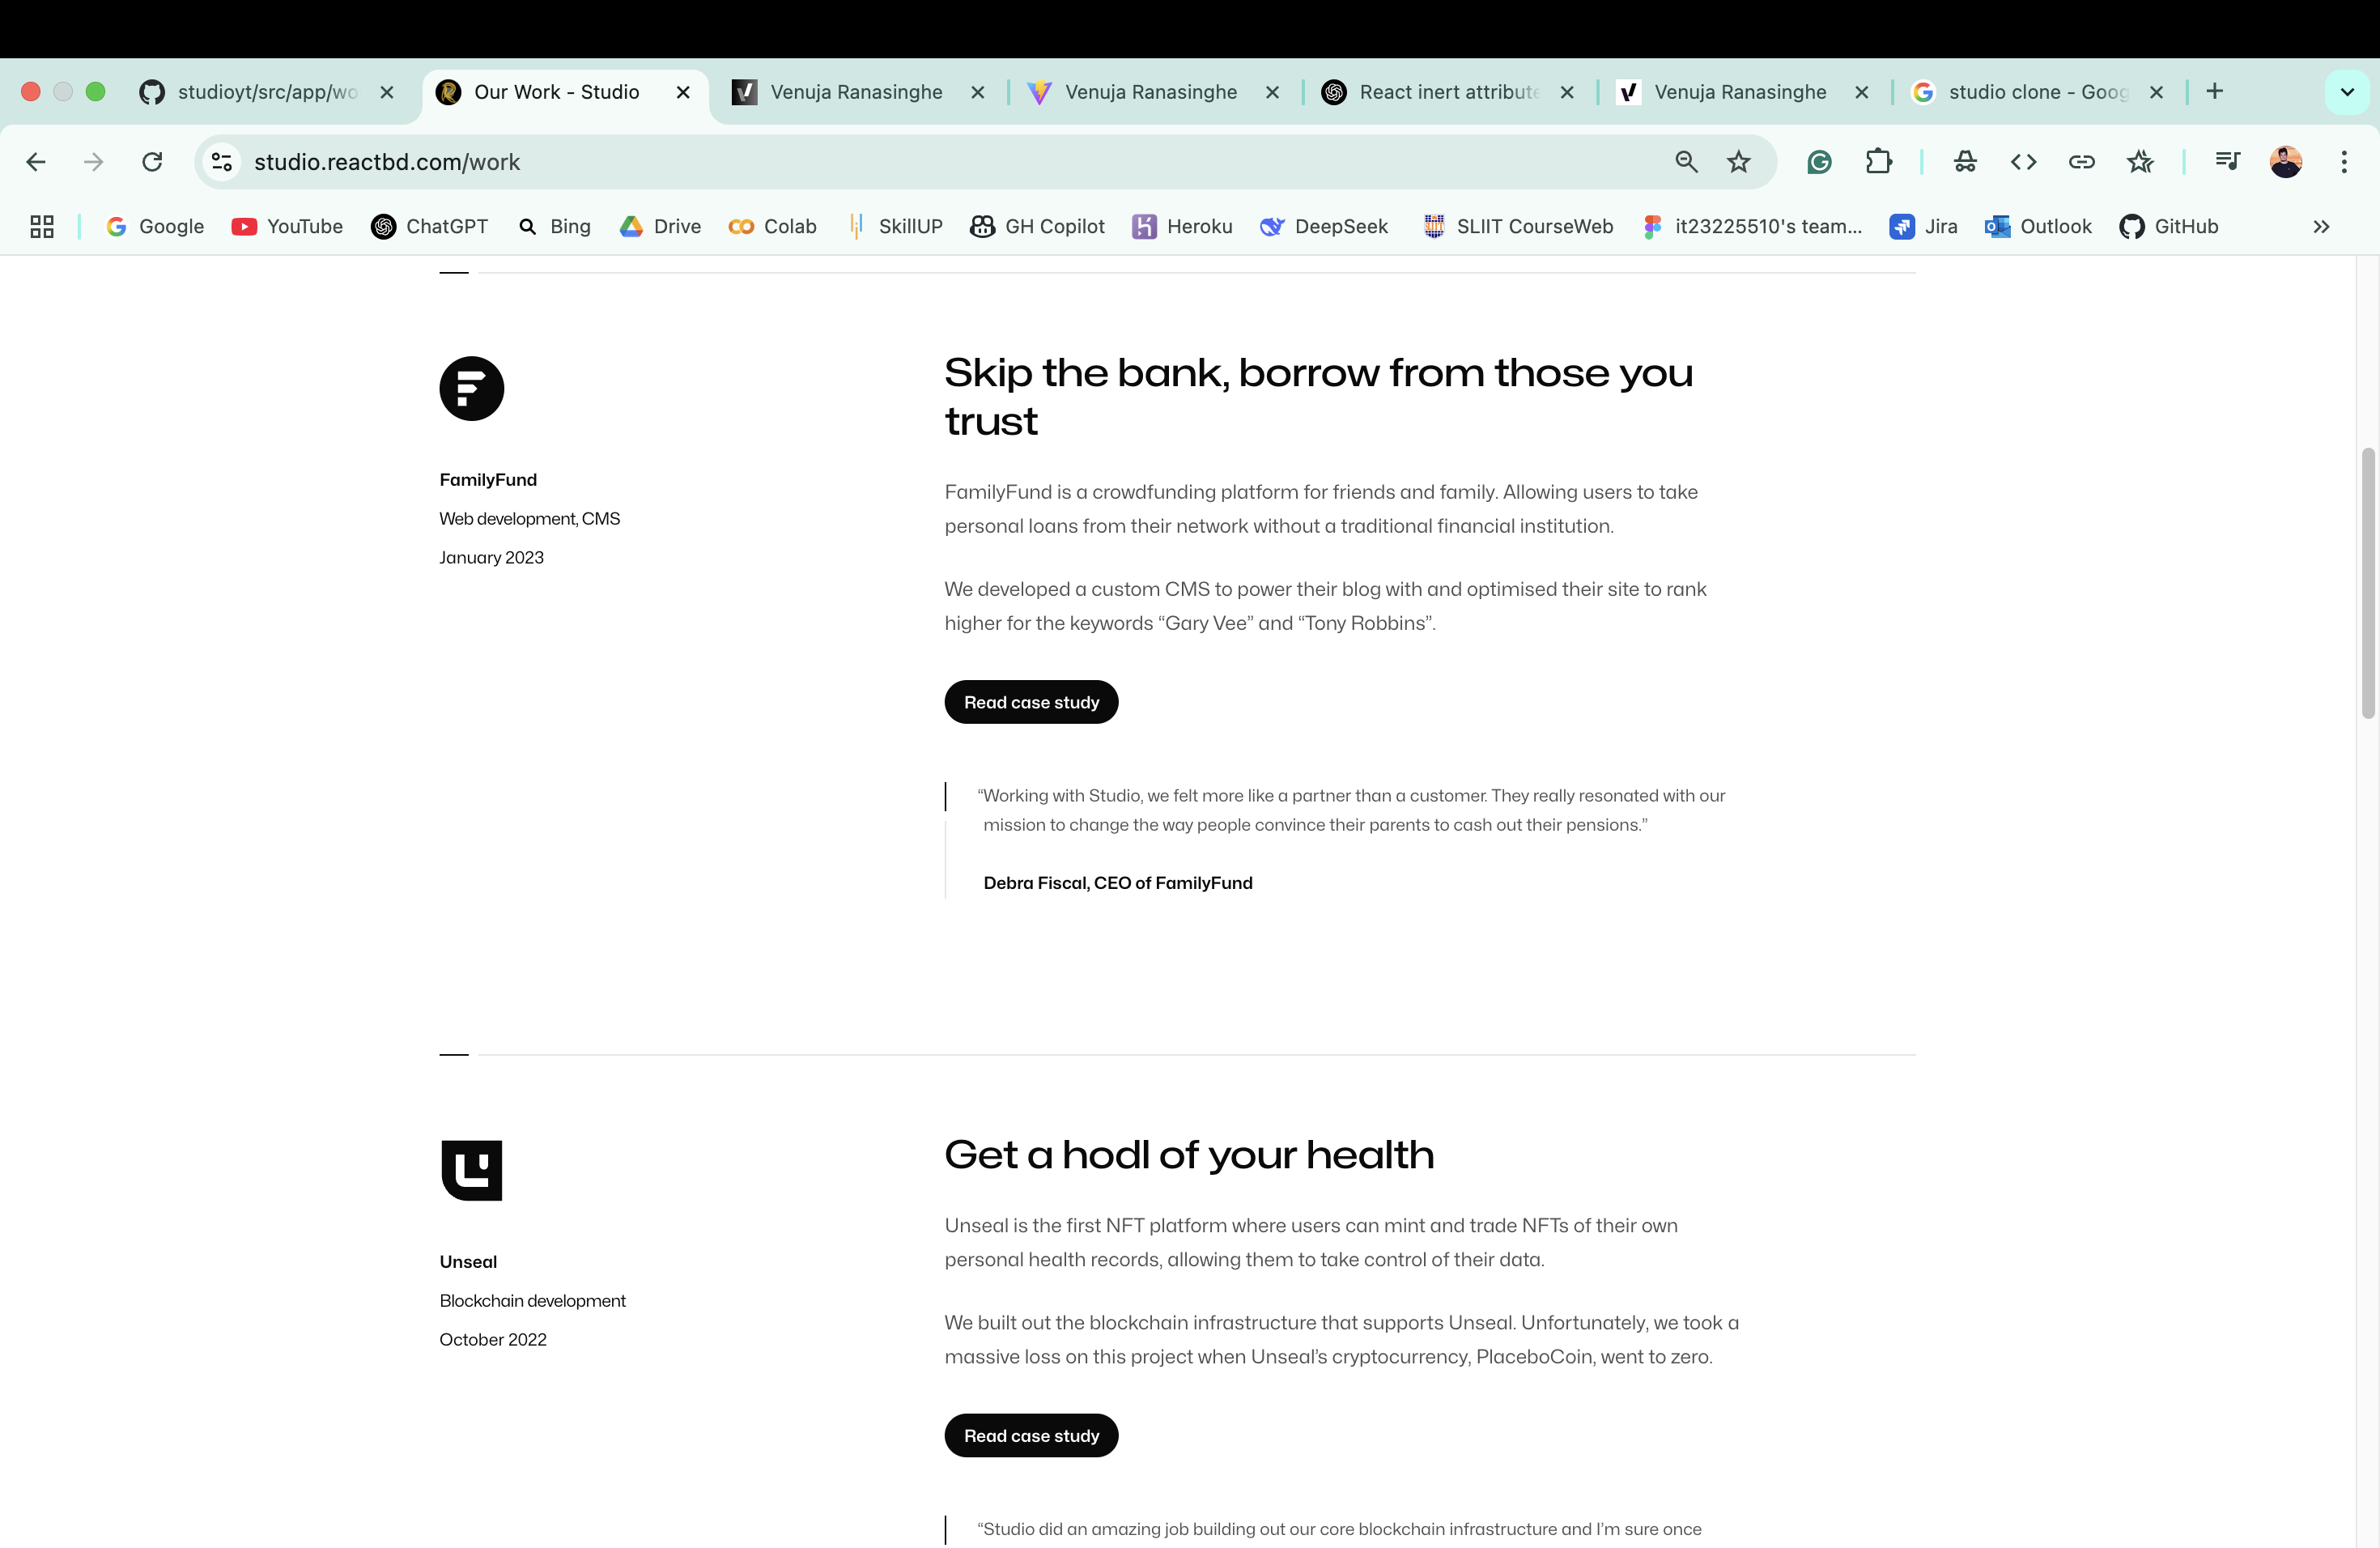 studioyt/src/app/wo
Our Work - Studio
Venuja Ranasinghe
Venuja Ranasinghe
React inert attribute
Venuja Ranasinghe
studio clone - Goog
studio.reactbd.com/work
Google
YouTube
ChatGPT
Bing
Drive
Colab
SkillUP
GH Copilot
Heroku
DeepSeek
SLIIT CourseWeb
it23225510's team...
Jira
Outlook
GitHub
FamilyFund
Web development, CMS
January 2023
Skip the bank, borrow from those you
trust
FamilyFund is a crowdfunding platform for friends and family. Allowing users to take
personal loans from their network without a traditional financial institution.
We developed a custom CMS to power their blog with and optimised their site to rank
higher for the keywords “Gary Vee” and “Tony Robbins”.
Read case study
“Working with Studio, we felt more like a partner than a customer. They really resonated with our
mission to change the way people convince their parents to cash out their pensions.”
Debra Fiscal, CEO of FamilyFund
Unseal
Blockchain development
October 2022
Get a hodl of your health
Unseal is the first NFT platform where users can mint and trade NFTs of their own
personal health records, allowing them to take control of their data.
We built out the blockchain infrastructure that supports Unseal. Unfortunately, we took a
massive loss on this project when Unseal’s cryptocurrency, PlaceboCoin, went to zero.
Read case study
“Studio did an amazing job building out our core blockchain infrastructure and I’m sure once